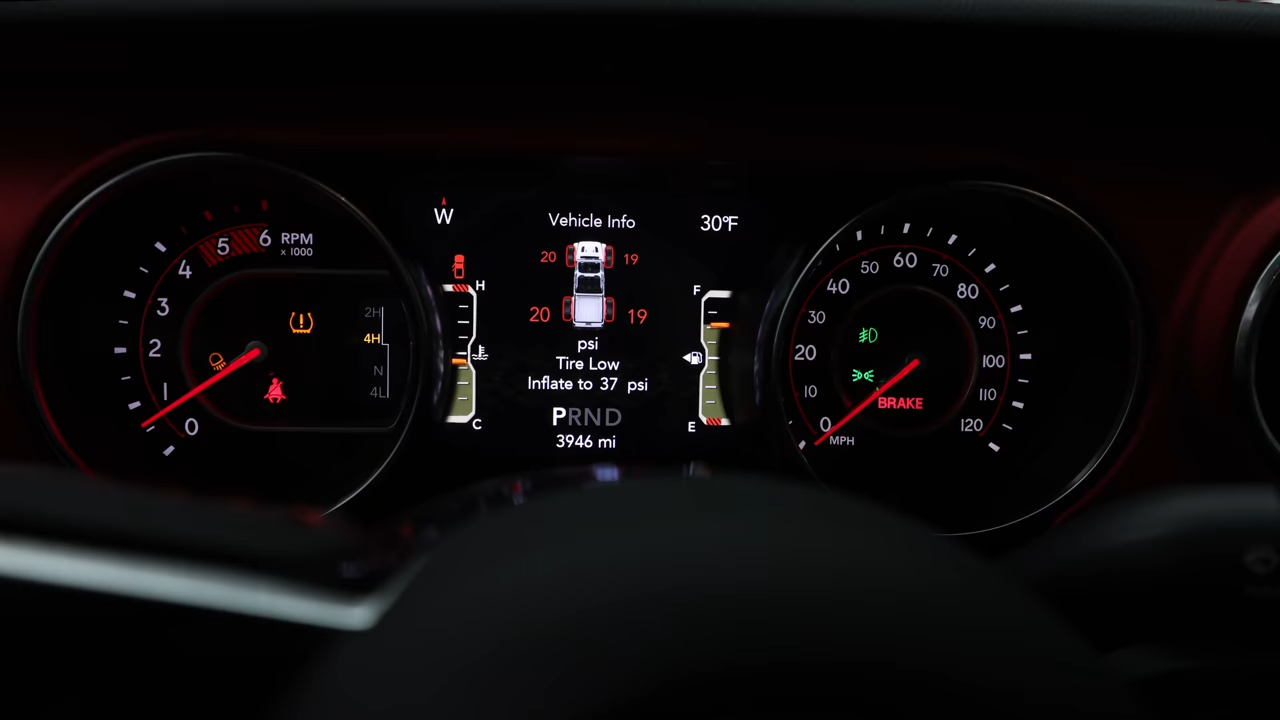 6 RPM
5 x 1000
4
3
2
1
0
2H
4H
N
4L
W
Vehicle Info
30°F
20 19
20 19
psi
Tire Low
Inflate to 37 psi
PRND
3946 mi
H
C
F
E
0
10
20
30
40
50
60
70
80
90
100
110
120
BRAKE
MPH